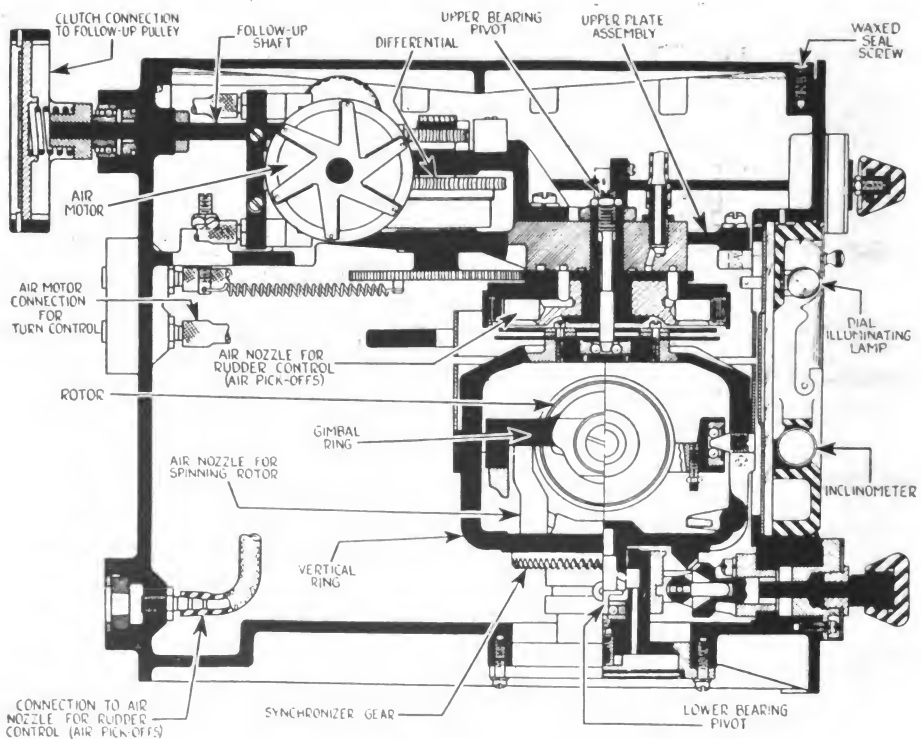 CLUTCH CONNECTION
TO FOLLOW-UP PULLEY
FOLLOW-UP
SHAFT
DIFFERENTIAL
UPPER BEARING
PIVOT
UPPER PLATE
ASSEMBLY
WAXED
SEAL
SCREW
AIR
MOTOR
AIR MOTOR
CONNECTION
FOR
TURN CONTROL
AIR NOZZLE FOR
RUDDER CONTROL
(AIR PICK-OFFS)
DIAL
ILLUMINATING
LAMP
ROTOR
GIMBAL
RING
AIR NOZZLE FOR
SPINNING ROTOR
INCLINOMETER
VERTICAL
RING
CONNECTION TO AIR
NOZZLE FOR RUDDER
CONTROL (AIR PICK-OFFS)
SYNCHRONIZER GEAR
LOWER BEARING
PIVOT